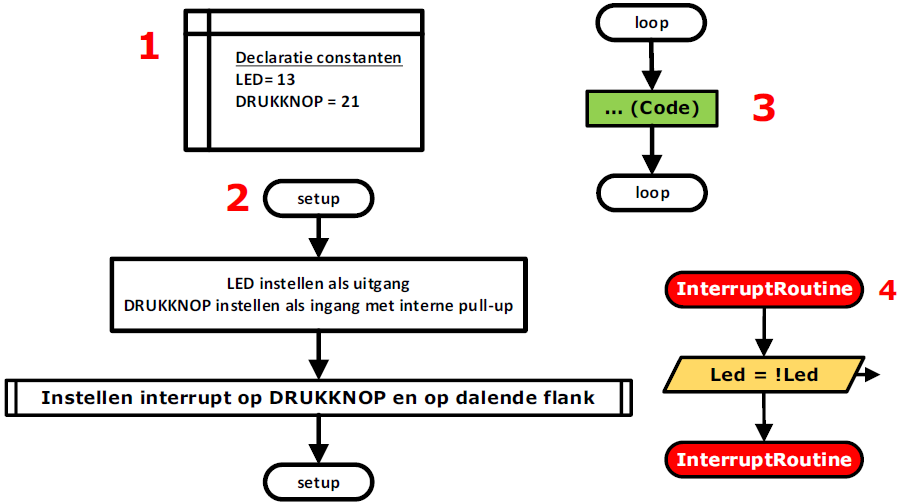 1
Declaratie constanten
LED= 13
DRUKKNOP = 21
2
setup
LED instellen als uitgang
DRUKKNOP instellen als ingang met interne pull-up
Instellen interrupt op DRUKKNOP en op dalende flank
setup
loop
... (Code)
3
loop
InterruptRoutine
4
Led = !Led
InterruptRoutine